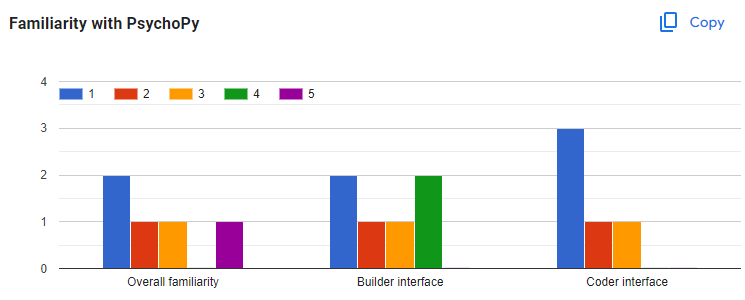 Familiarity with PsychoPy
Copy
4
1 2 3 4 5
3
2
1
0
Overall familiarity Builder interface Coder interface